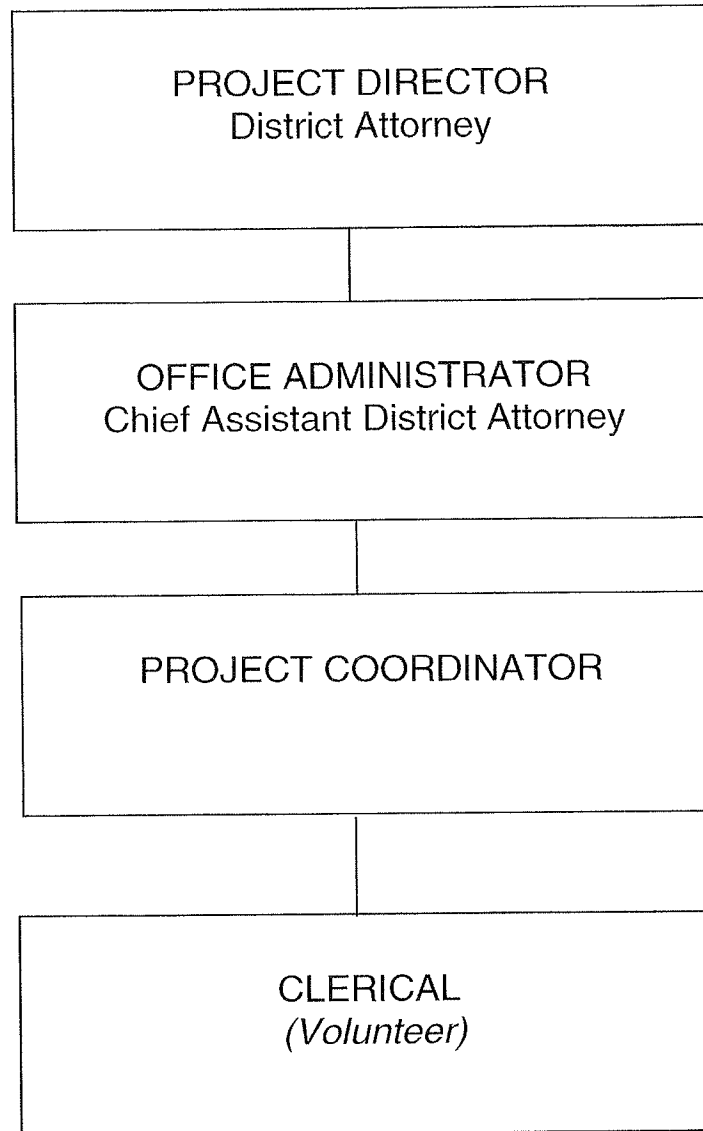 PROJECT DIRECTOR
District Attorney
OFFICE ADMINISTRATOR
Chief Assistant District Attorney
PROJECT COORDINATOR
CLERICAL
(Volunteer)